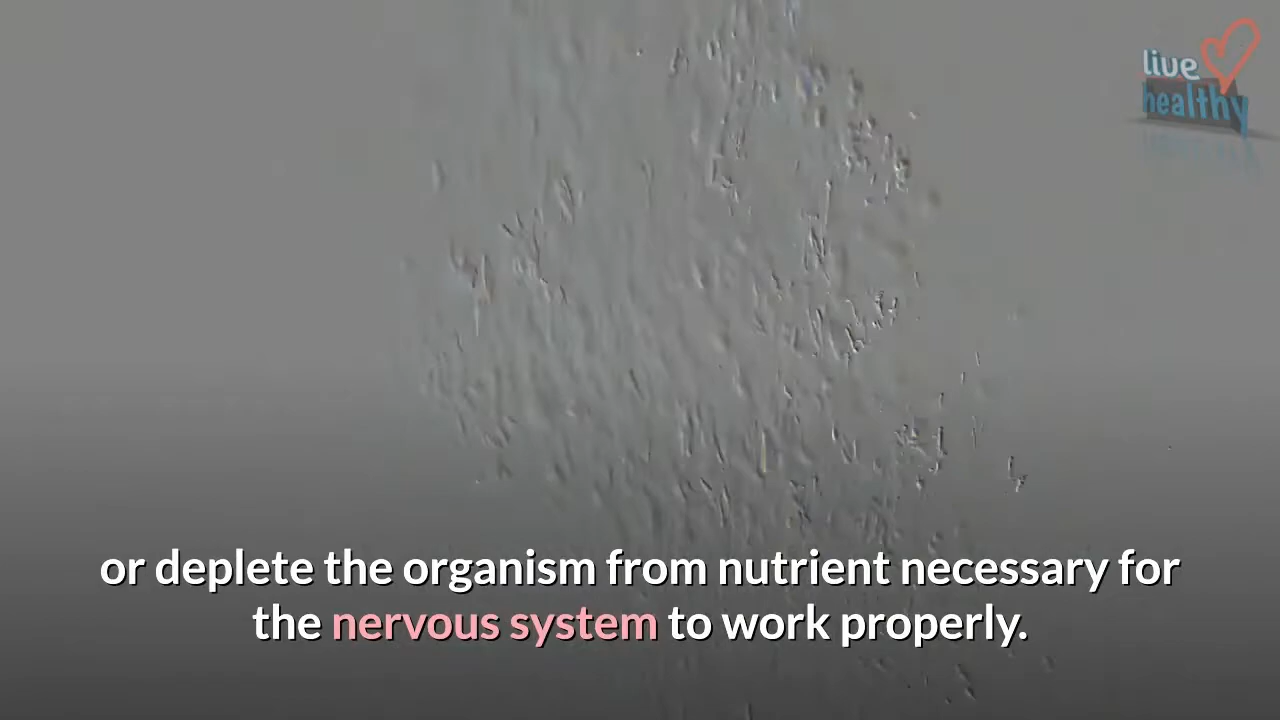 live
healthy
or deplete the organism from nutrient necessary for
the nervous system to work properly.